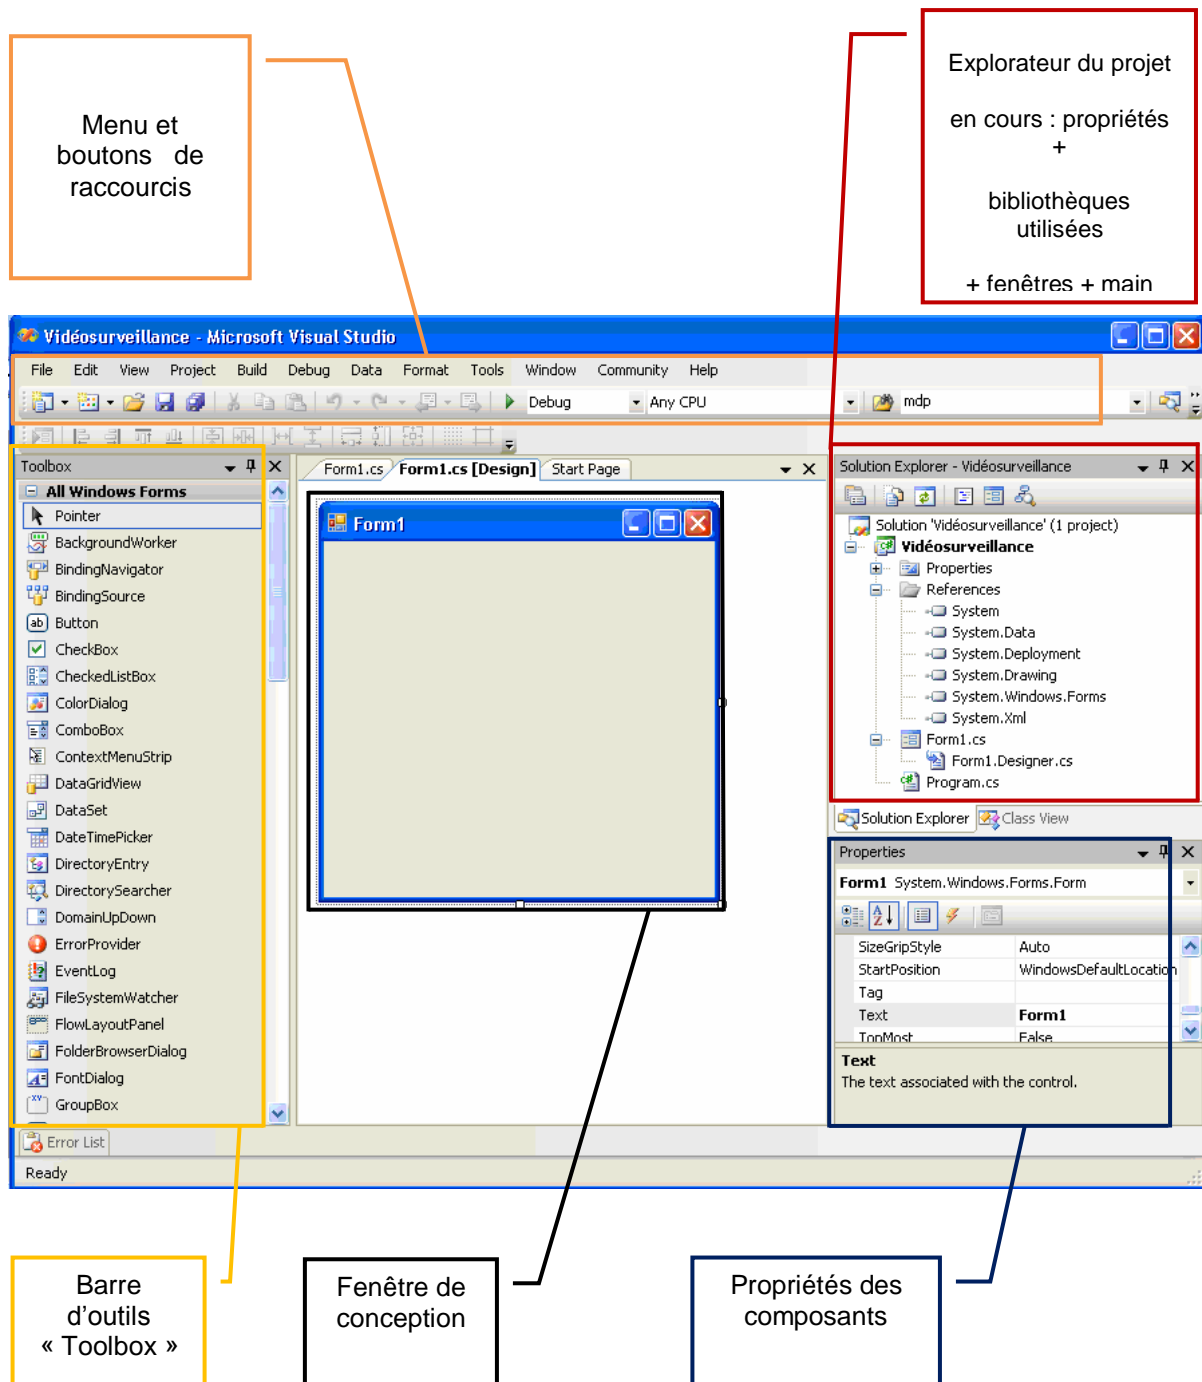 Menu et
boutons de
raccourcis
Explorateur du projet
en cours : propriétés
+
bibliothèques
utilisées
+ fenêtres + main
Vidéosurveillance - Microsoft Visual Studio
File Edit View Project Build Debug Data Format Tools Window Community Help
Debug Any CPU mdp
Toolbox
All Windows Forms
Pointer
BackgroundWorker
BindingNavigator
BindingSource
ab Button
CheckBox
CheckedListBox
ColorDialog
ComboBox
ContextMenuStrip
DataGridView
DataSet
DateTimePicker
DirectoryEntry
DirectorySearcher
DomainUpDown
ErrorProvider
EventLog
FileSystemWatcher
FlowLayoutPanel
FolderBrowserDialog
FontDialog
GroupBox
Form1.cs Form1.cs [Design] Start Page
Form1
Solution Explorer - Vidéosurveillance
Solution 'Vidéosurveillance' (1 project)
Vidéosurveillance
Properties
References
System
System.Data
System.Deployment
System.Drawing
System.Windows.Forms
System.Xml
Form1.cs
Form1.Designer.cs
Program.cs
Solution Explorer Class View
Properties
Form1 System.Windows.Forms.Form
SizeGripStyle Auto
StartPosition WindowsDefaultLocation
Tag
Text Form1
TopMost False
Text
The text associated with the control.
Error List
Ready
Barre
d’outils
« Toolbox »
Fenêtre de
conception
Propriétés des
composants